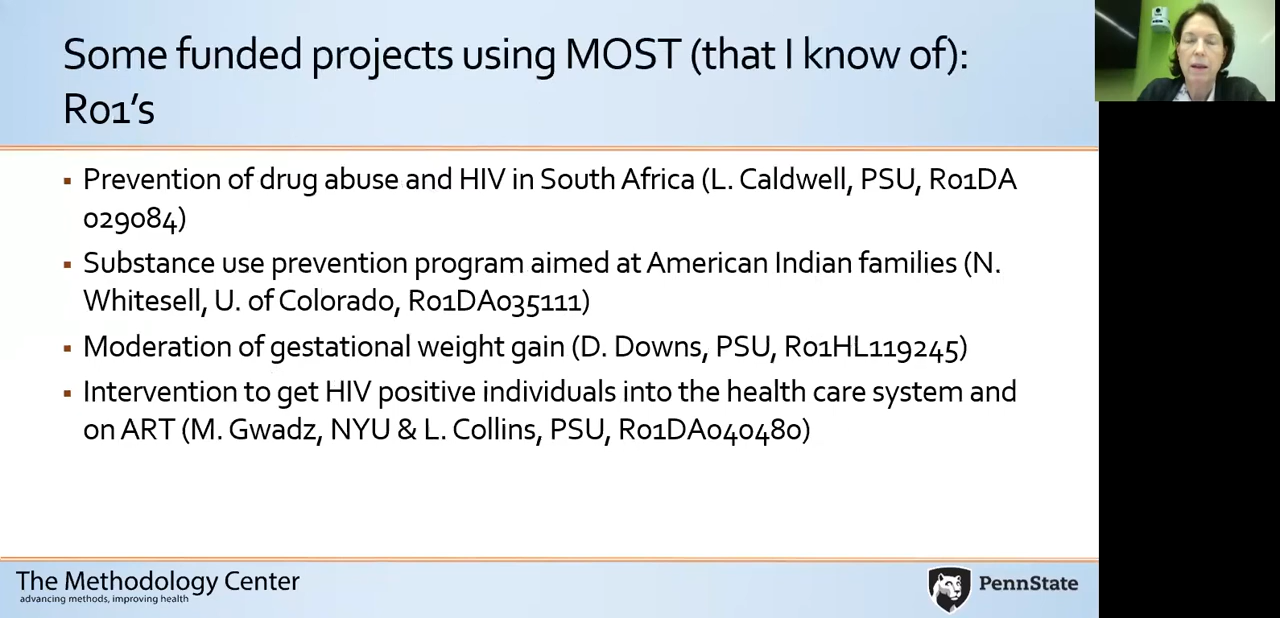 Some funded projects using MOST (that I know of):
R01's
▪ Prevention of drug abuse and HIV in South Africa (L. Caldwell, PSU, R01DA
029084)
▪ Substance use prevention program aimed at American Indian families (N.
Whitesell, U. of Colorado, R01DA035111)
▪ Moderation of gestational weight gain (D. Downs, PSU, R01HL119245)
▪ Intervention to get HIV positive individuals into the health care system and
on ART (M. Gwadz, NYU & L. Collins, PSU, R01DA040480)
The Methodology Center
advancing methods, improving health
PennState